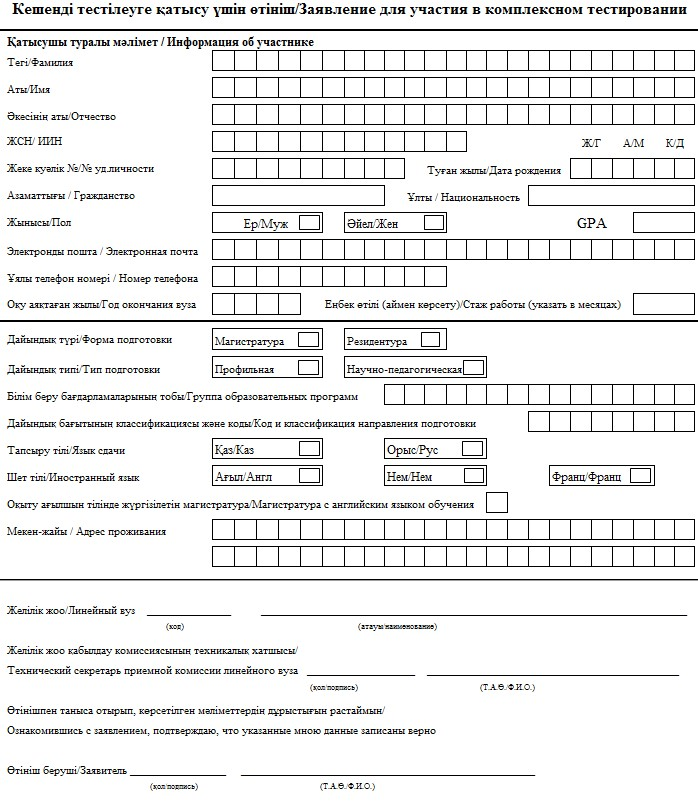 Кешенді тестілеуге қатысу үшін өтініш/Заявление для участия в комплексном тестировании
Қатысушы туралы мәлімет / Информация об участнике
Тегі/Фамилия
Аты/Имя
Әкесінің аты/Отчество
ЖСН/ ИИН Ж/Г А/М К/Д
Жеке куәлік №/№ уд.личности Туған жылы/Дата рождения
Азаматтығы / Гражданство Ұлты / Национальность
Жынысы/Пол Ер/Муж Әйел/Жен GPA
Электронды пошта / Электронная почта
Ұялы телефон номері / Номер телефона
Оқу аяқтаған жылы/Год окончания вуза Еңбек өтілі (аймен көрсету)/Стаж работы (указать в месяцах)
Дайындық түрі/Форма подготовки Магистратура Резидентура
Дайындық типі/Тип подготовки Профильная Научно-педагогическая
Білім беру бағдарламаларының тобы/Группа образовательных программ
Дайындық бағытының классификациясы және коды/Код и классификация направления подготовки
Тапсыру тілі/Язык сдачи Қаз/Каз Орыс/Рус
Шет тілі/Иностранный язык Ағыл/Англ Нем/Нем Франц/Франц
Оқыту ағылшын тілінде жүргізілетін магистратура/Магистратура с английским языком обучения
Мекен-жайы / Адрес проживания
Желілік жоо/Линейный вуз
(код) (атауы/наименование)
Желілік жоо қабылдау комиссиясының техникалық хатшысы/
Технический секретарь приемной комиссии линейного вуза
(қол/подпись) (Т.А.Ө./Ф.И.О.)
Өтінішпен таныса отырып, көрсетілген мәліметтердің дұрыстығын растаймын/
Ознакомившись с заявлением, подтверждаю, что указанные мною данные записаны верно
Өтініш беруші/Заявитель
(қол/подпись) (Т.А.Ө./Ф.И.О.)